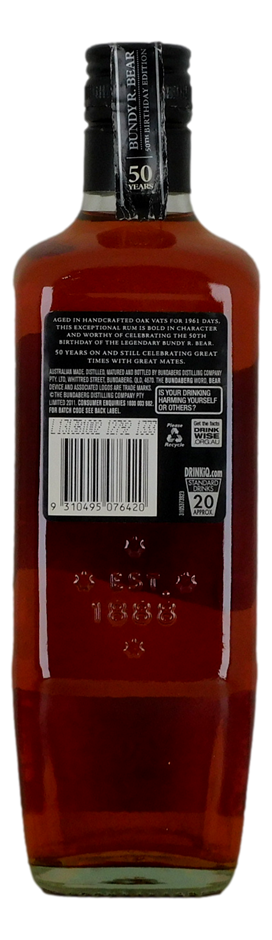 BUNDY R. BEAR
50TH BIRTHDAY EDITION
50
YEARS
AGED IN HANDCRAFTED OAK VATS FOR 1961 DAYS,
THIS EXCEPTIONAL RUM IS BOLD IN CHARACTER
AND WORTHY OF CELEBRATING THE 50TH
BIRTHDAY OF THE LEGENDARY BUNDY R. BEAR.
50 YEARS ON AND STILL CELEBRATING GREAT
TIMES WITH GREAT MATES.
AUSTRALIAN MADE, DISTILLED, MATURED AND BOTTLED BY BUNDABERG DISTILLING COMPANY
PTY. LTD, WHITTRED STREET, BUNDABERG, QLD, 4670. THE BUNDABERG WORD, BEAR
DEVICE AND ASSOCIATED LOGOS ARE TRADE MARKS.
©THE BUNDABERG DISTILLING COMPANY PTY
LIMITED 2011. CONSUMER ENQUIRIES 1800 003 902.
FOR BATCH CODE SEE BACK LABEL.
IS YOUR DRINKING
HARMING YOURSELF
OR OTHERS?
Please
Recycle
Get the facts
DRINK
WISE
.ORG.AU
DRINKiQ.com
STANDARD
DRINKS
20
APPROX.
9 310495 076420
EST.
1888